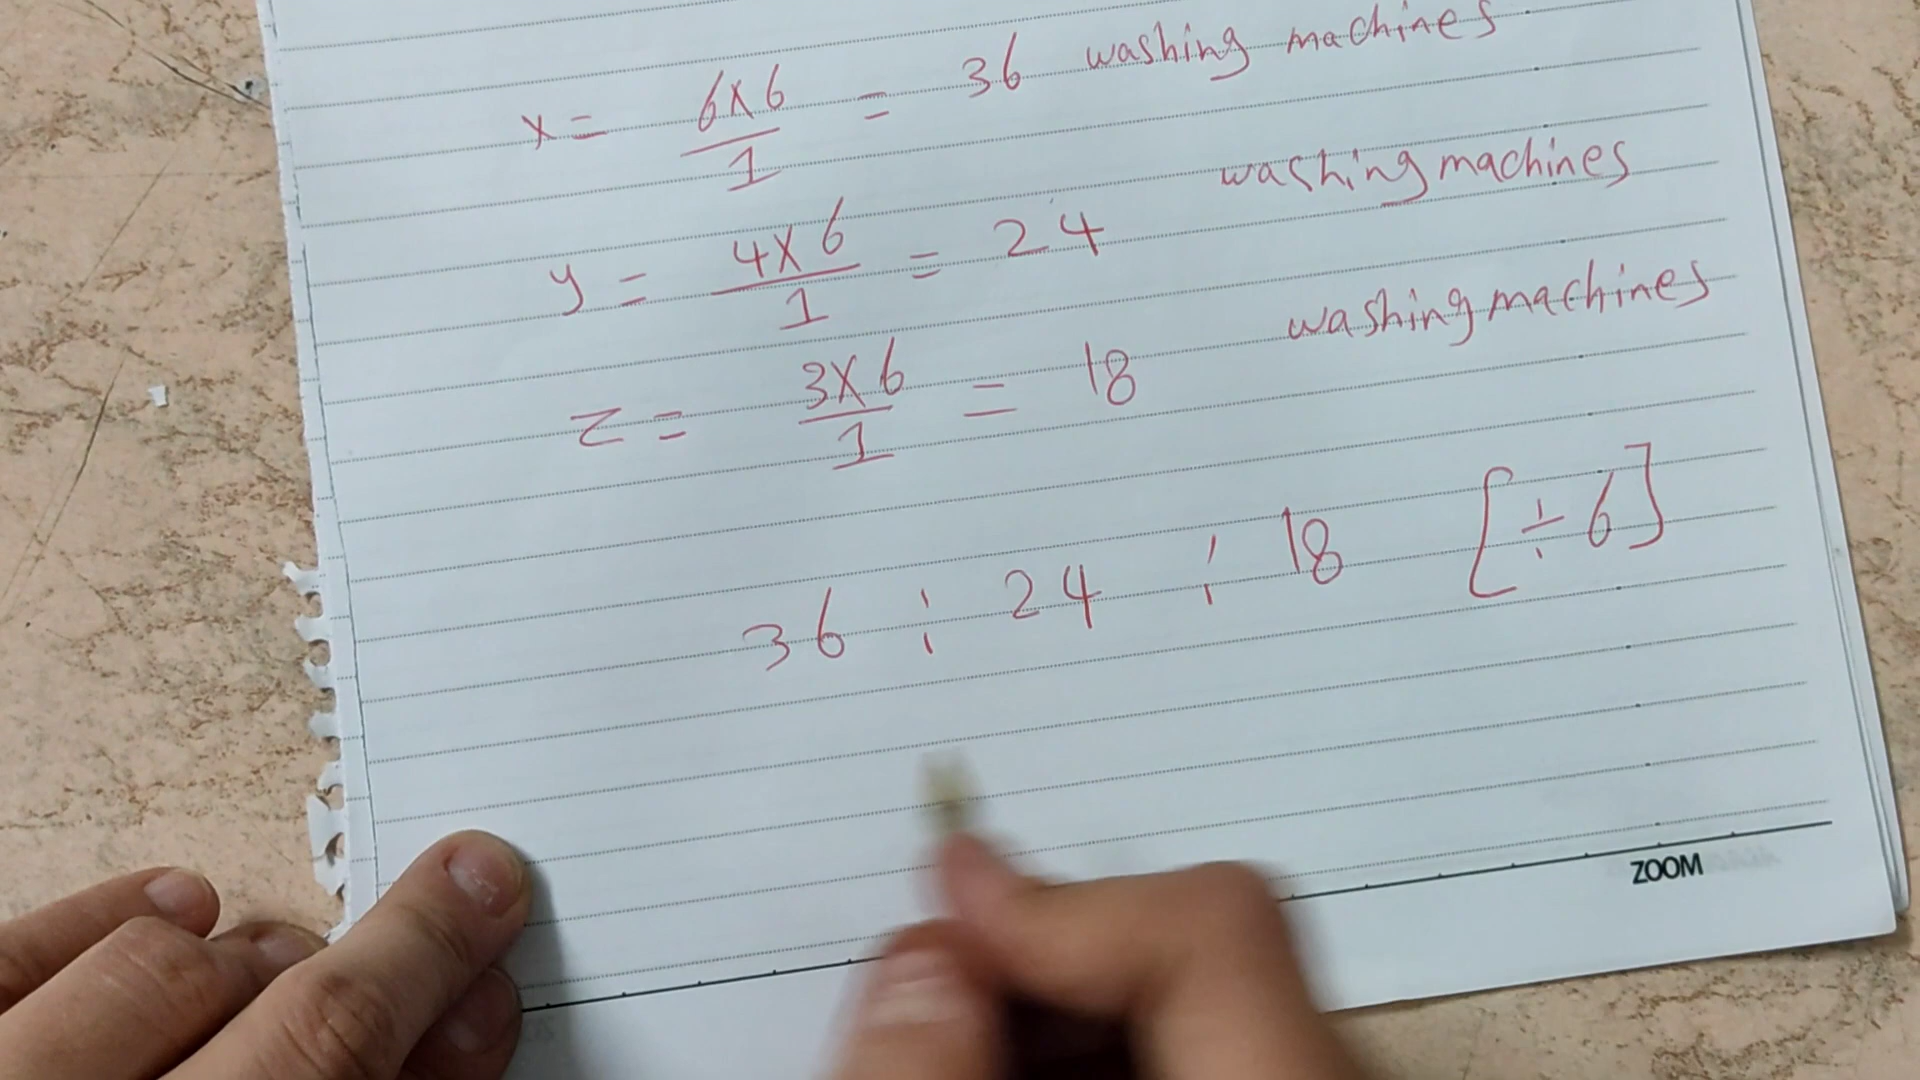 x = 6x6/1 = 36 washing machines
y = 4x6/1 = 24 washing machines
z = 3x6/1 = 18 washing machines
36 : 24 : 18 [÷6]
ZOOM